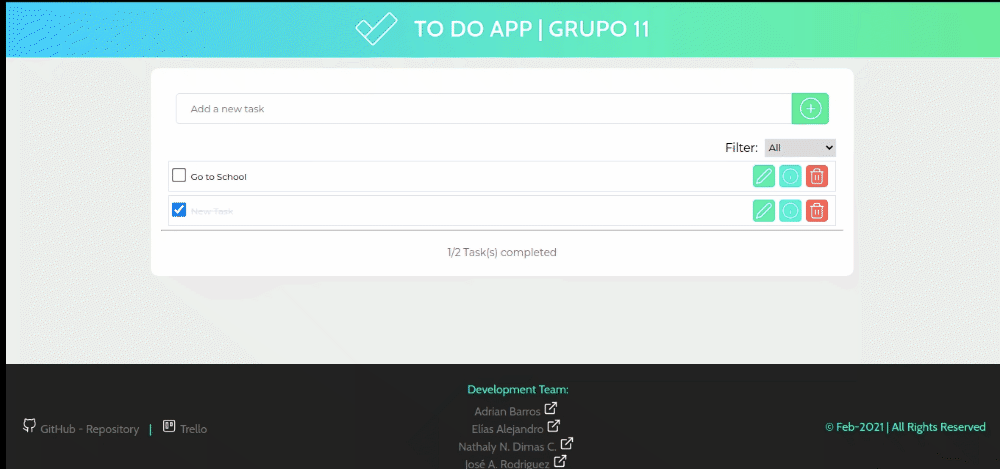 TO DO APP | GRUPO 11
Add a new task
Filter: All
Go to School
New Task
1/2 Task(s) completed
Development Team:
Adrian Barros
Elías Alejandro
Nathaly N. Dimas C.
José A. Rodríguez
GitHub - Repository | Trello
© Feb-2021 | All Rights Reserved